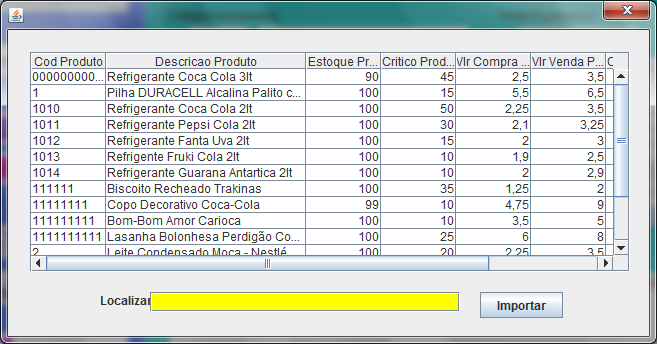 Cod Produto Descricao Produto Estoque Pr... Critico Prod... Vlr Compra ... Vlr Venda P... C
000000000... Refrigerante Coca Cola 3lt 90 45 2,5 3,5
1 Pilha DURACELL Alcalina Palito c... 100 15 5,5 6,5
1010 Refrigerante Coca Cola 2lt 100 50 2,25 3,5
1011 Refrigerante Pepsi Cola 2lt 100 30 2,1 3,25
1012 Refrigerante Fanta Uva 2lt 100 15 2 3
1013 Refrigente Fruki Cola 2lt 100 10 1,9 2,5
1014 Refrigerante Guarana Antartica 2lt 100 10 2 2,9
111111 Biscoito Recheado Trakinas 100 35 1,25 2
11111111 Copo Decorativo Coca-Cola 99 10 4,75 9
111111111 Bom-Bom Amor Carioca 100 10 3,5 5
1111111111 Lasanha Bolonhesa Perdigão Co... 100 25 6 8
2 Leite Condensado Moça - Nestlé 100 20 2,25 3,5
Localizar
Importar